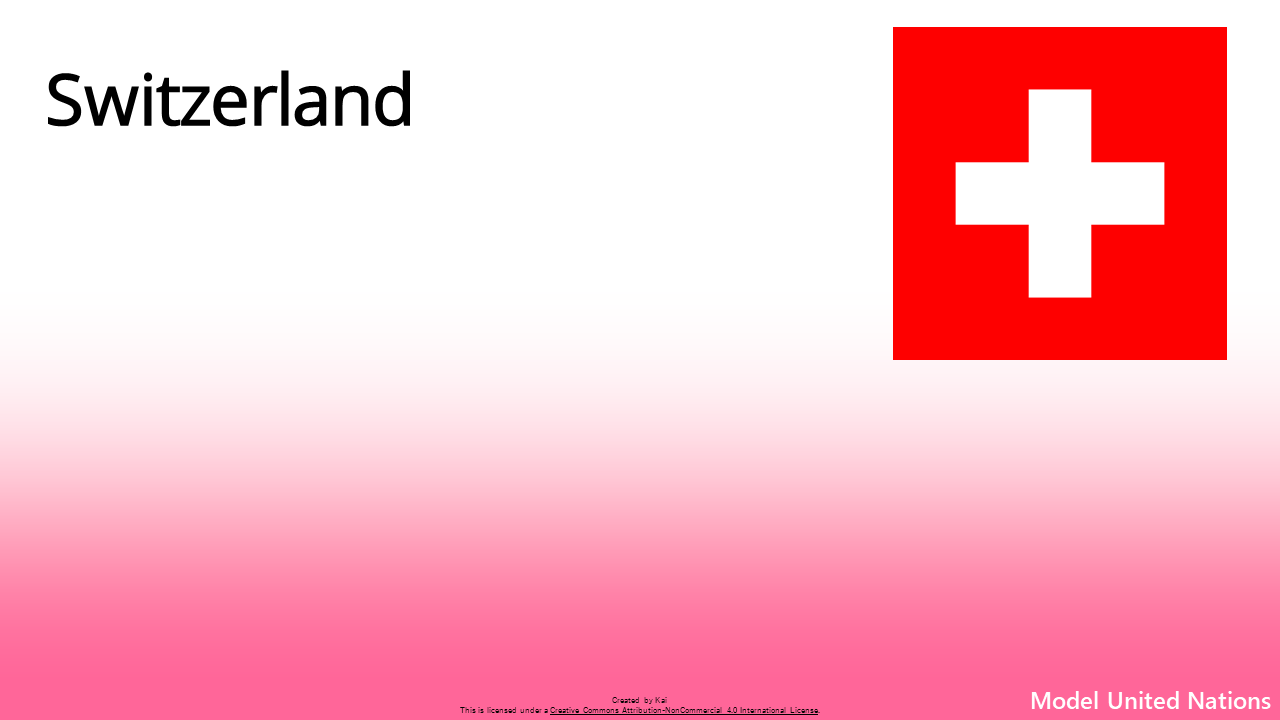 Switzerland
Created by Kai
This is licensed under a Creative Commons Attribution-NonCommercial 4.0 International License.
Model United Nations